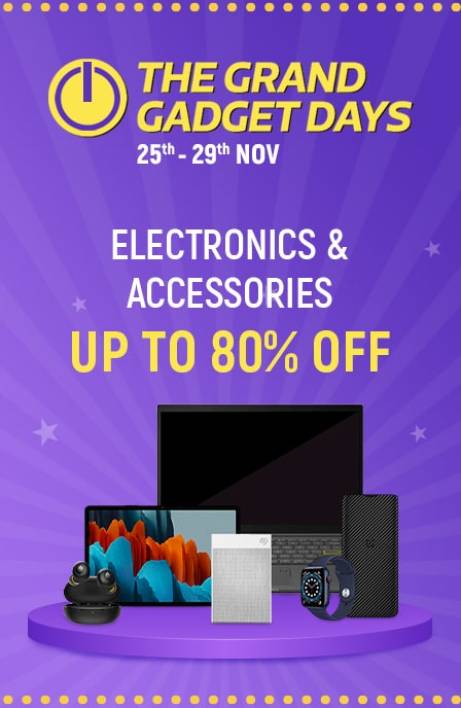 THE GRAND
GADGET DAYS
25th - 29th NOV
ELECTRONICS &
ACCESSORIES
UP TO 80% OFF